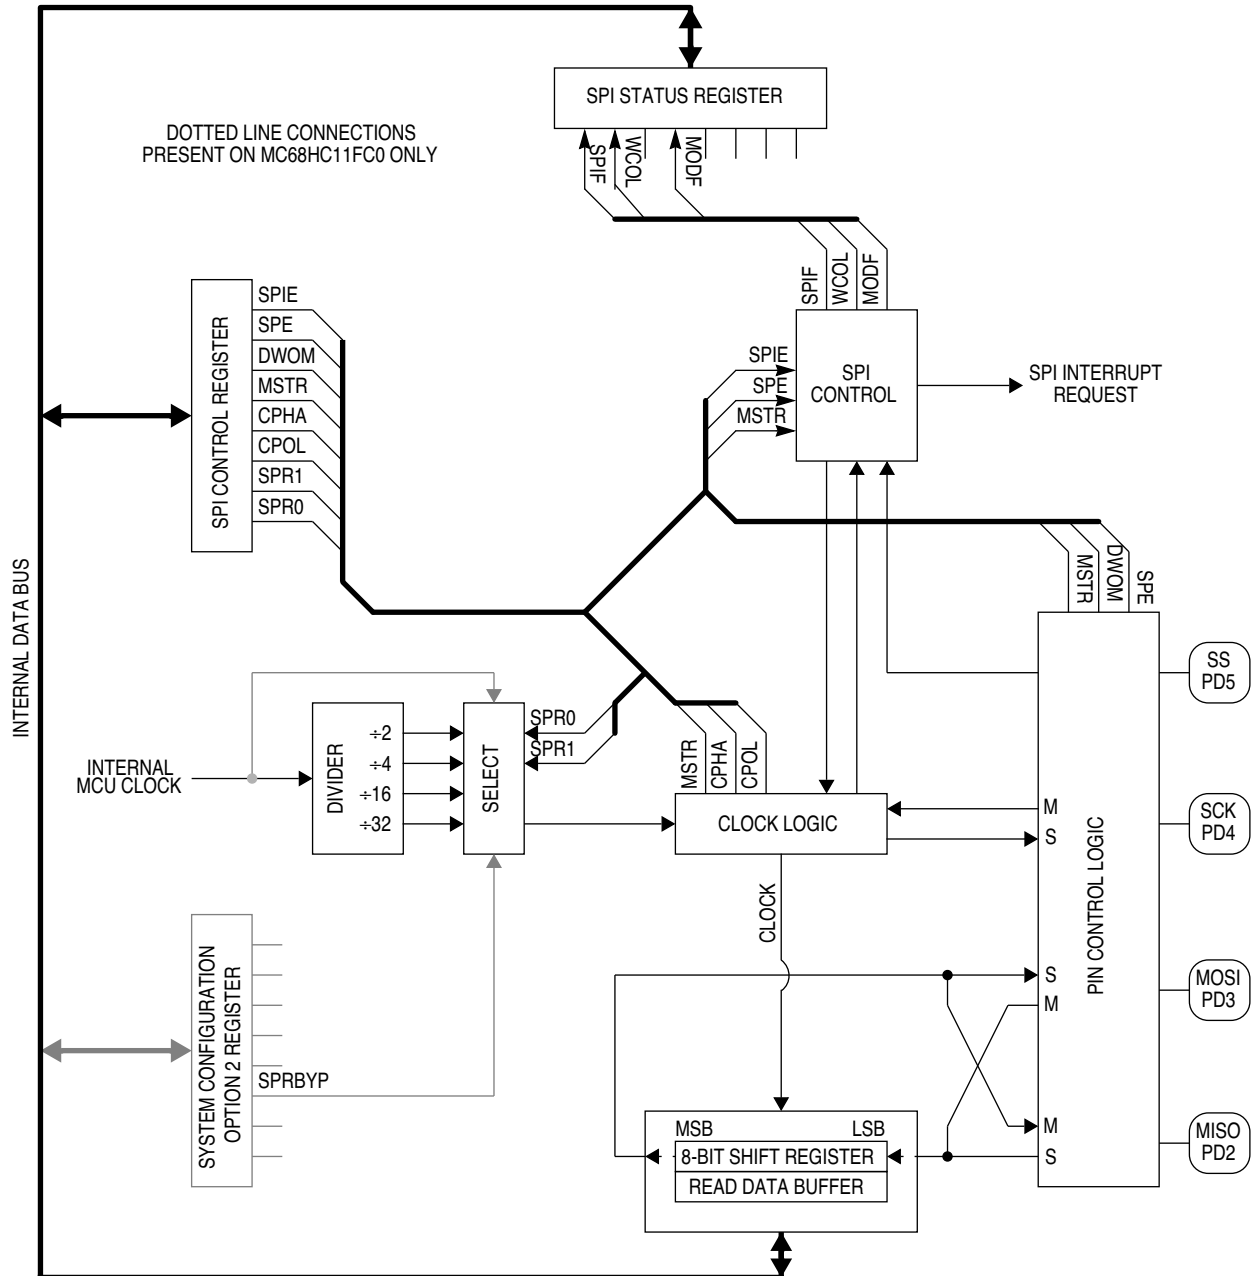 SPI STATUS REGISTER
DOTTED LINE CONNECTIONS
PRESENT ON MC68HC11FC0 ONLY
SPIF
WCOL
MODF
SPIF
WCOL
MODF
SPI CONTROL REGISTER
SPIE
SPE
DWOM
MSTR
CPHA
CPOL
SPR1
SPR0
SPIE
SPE
MSTR
SPI
CONTROL
SPI INTERRUPT
REQUEST
MSTR
DWOM
SPE
INTERNAL DATA BUS
INTERNAL
MCU CLOCK
DIVIDER
÷2
÷4
÷16
÷32
SELECT
SPR0
SPR1
MSTR
CPHA
CPOL
CLOCK LOGIC
CLOCK
M
S
S
M
M
S
PIN CONTROL LOGIC
SS
PD5
SCK
PD4
MOSI
PD3
MISO
PD2
SYSTEM CONFIGURATION
OPTION 2 REGISTER
SPRBYP
MSB LSB
8-BIT SHIFT REGISTER
READ DATA BUFFER